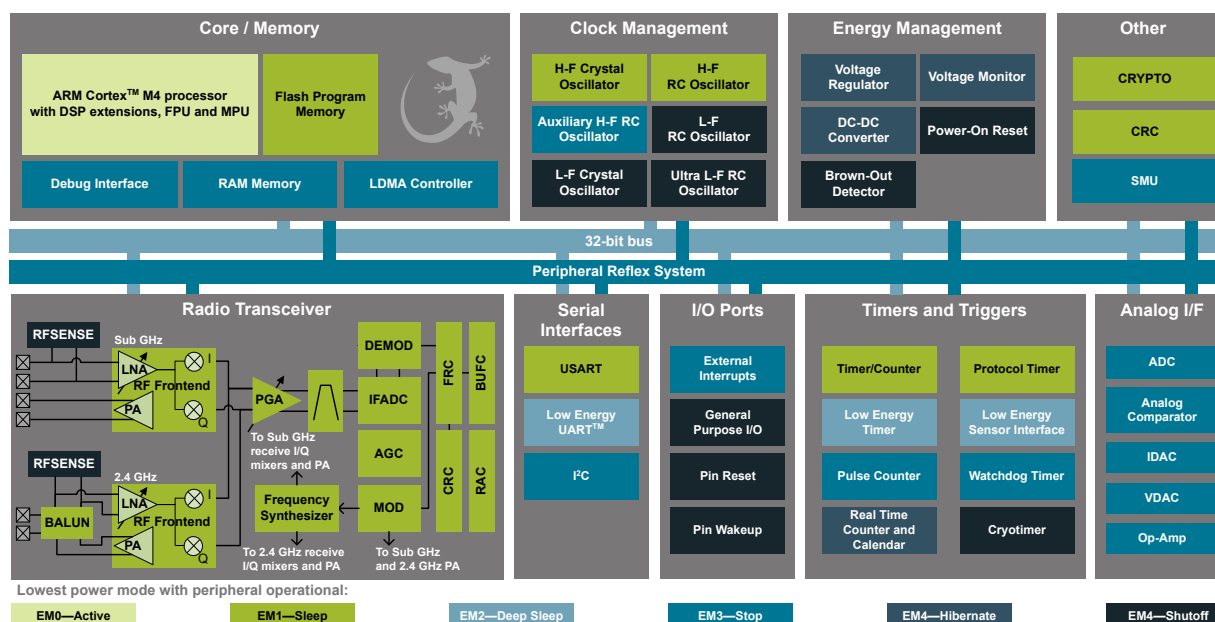 Core / Memory
ARM Cortex™ M4 processor
with DSP extensions, FPU and MPU
Flash Program
Memory
Debug Interface
RAM Memory
LDMA Controller
Clock Management
H-F Crystal
Oscillator
H-F
RC Oscillator
Auxiliary H-F RC
Oscillator
L-F
RC Oscillator
L-F Crystal
Oscillator
Ultra L-F RC
Oscillator
Energy Management
Voltage
Regulator
Voltage Monitor
DC-DC
Converter
Power-On Reset
Brown-Out
Detector
Other
CRYPTO
CRC
SMU
32-bit bus
Peripheral Reflex System
Radio Transceiver
RFSENSE
Sub GHz
LNA
RF Frontend
PA
I
Q
PGA
To Sub GHz
receive I/Q
mixers and PA
DEMOD
IFADC
AGC
MOD
FRC
BUFC
CRC
RAC
RFSENSE
2.4 GHz
LNA
RF Frontend
BALUN
PA
I
Q
Frequency
Synthesizer
To 2.4 GHz receive
I/Q mixers and PA
To Sub GHz
and 2.4 GHz PA
Serial
Interfaces
USART
Low Energy
UART™
I²C
I/O Ports
External
Interrupts
General
Purpose I/O
Pin Reset
Pin Wakeup
Timers and Triggers
Timer/Counter
Protocol Timer
Low Energy
Timer
Low Energy
Sensor Interface
Pulse Counter
Watchdog Timer
Real Time
Counter and
Calendar
Cryotimer
Analog I/F
ADC
Analog
Comparator
IDAC
VDAC
Op-Amp
Lowest power mode with peripheral operational:
EM0—Active
EM1—Sleep
EM2—Deep Sleep
EM3—Stop
EM4—Hibernate
EM4—Shutoff